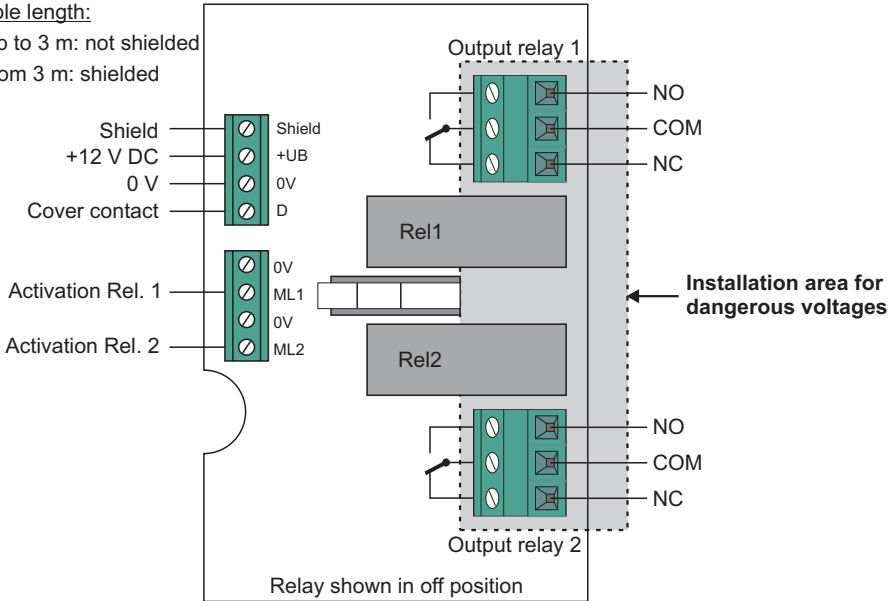 length:
to 3 m: not shielded
3 m: shielded
Output relay 1
NO
COM
NC
Shield
Shield
+12 V DC
+UB
0 V
0V
Cover contact
D
Rel1
0V
Activation Rel. 1
ML1
0V
Activation Rel. 2
ML2
Installation area for
dangerous voltages
Rel2
NO
COM
NC
Output relay 2
Relay shown in off position